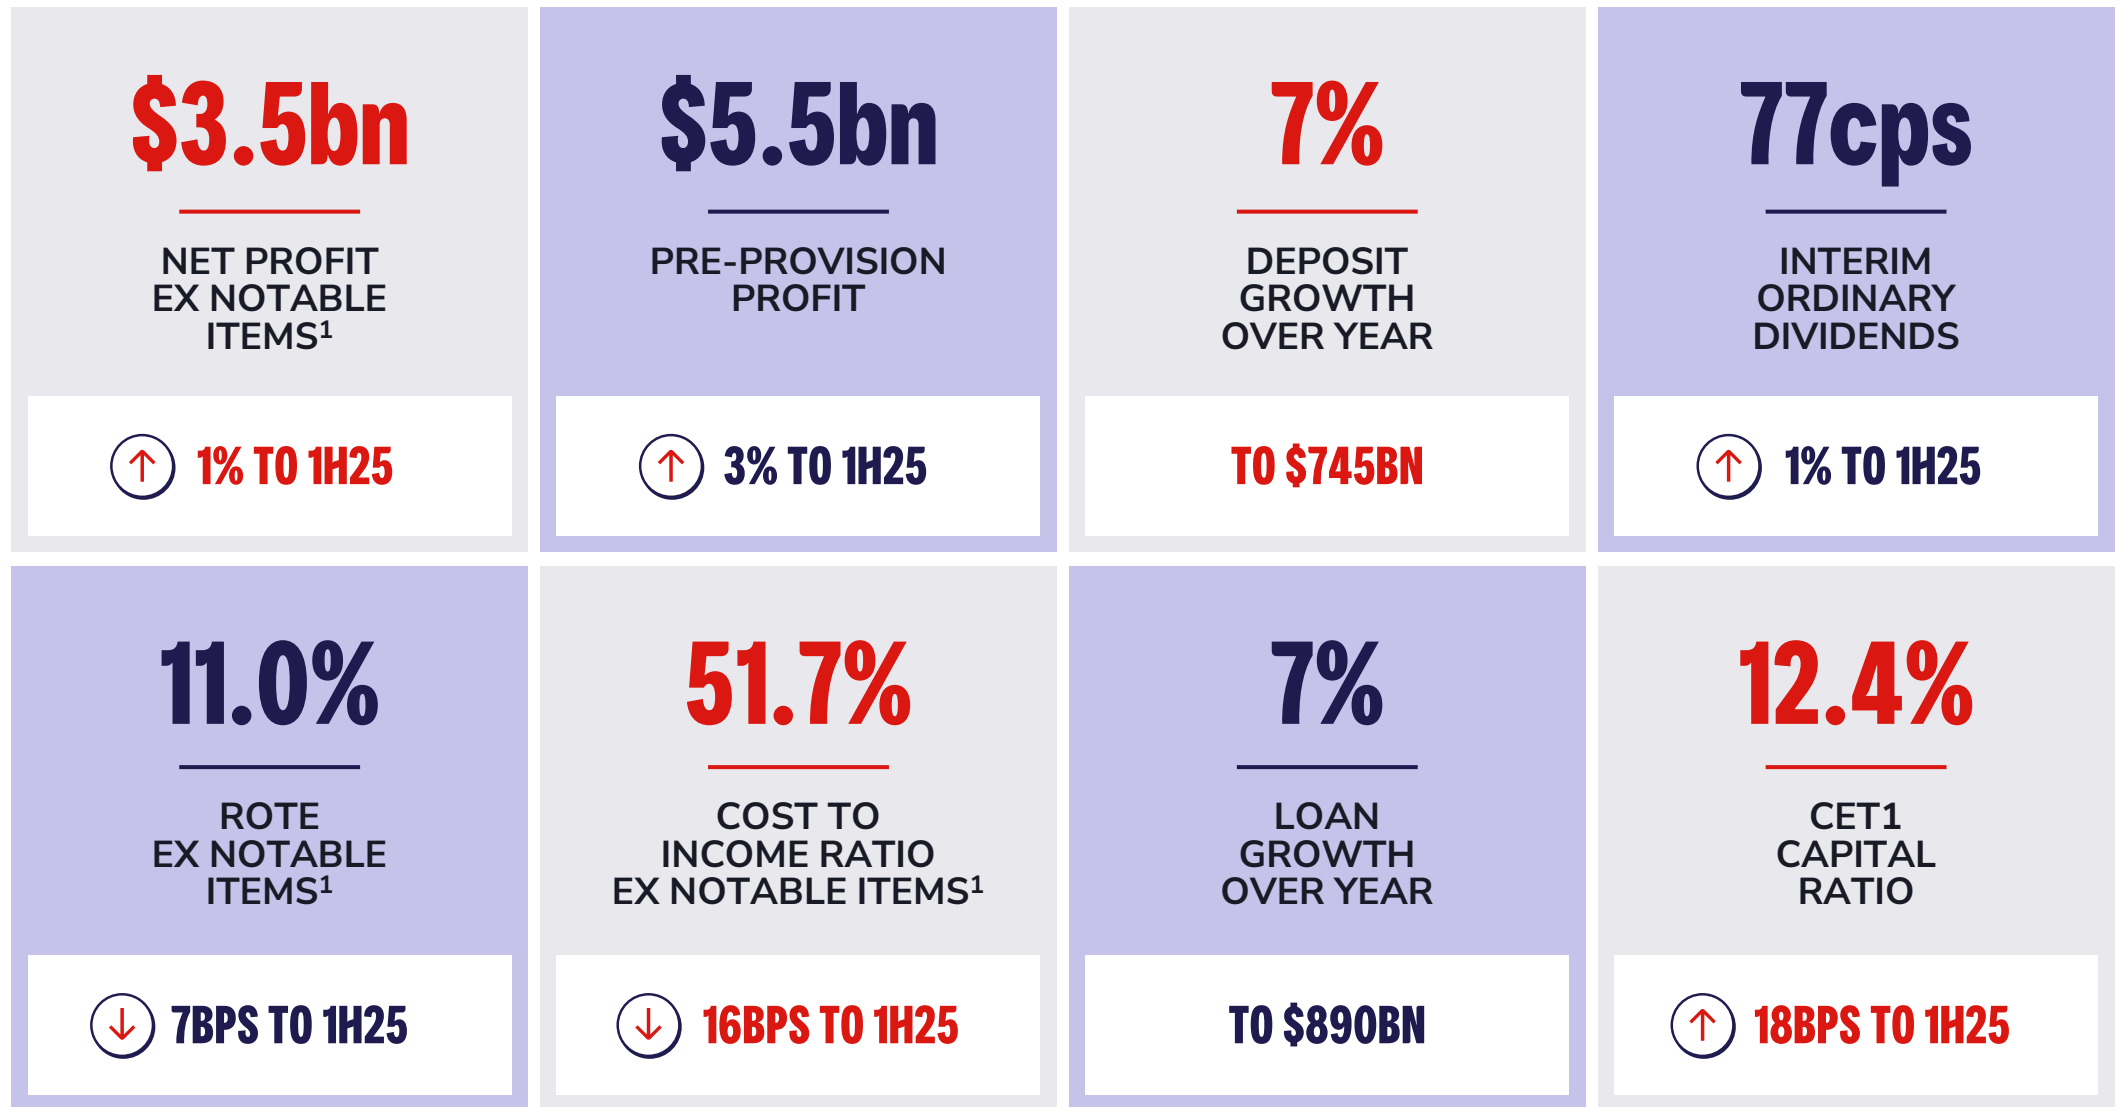 $3.5bn
NET PROFIT
EX NOTABLE
ITEMS¹
1% TO 1H25
$5.5bn
PRE-PROVISION
PROFIT
3% TO 1H25
7%
DEPOSIT
GROWTH
OVER YEAR
TO $745BN
77cps
INTERIM
ORDINARY
DIVIDENDS
1% TO 1H25
11.0%
ROTE
EX NOTABLE
ITEMS¹
7BPS TO 1H25
51.7%
COST TO
INCOME RATIO
EX NOTABLE ITEMS¹
16BPS TO 1H25
7%
LOAN
GROWTH
OVER YEAR
TO $890BN
12.4%
CET1
CAPITAL
RATIO
18BPS TO 1H25